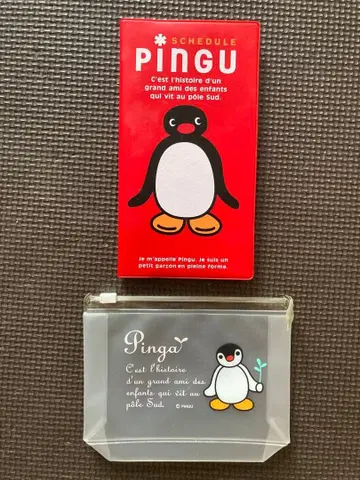 SCHEDULE
PiNGU
C'est l'histoire d'un
grand ami des enfants
qui vit au pôle Sud.
Je m'appelle Pingu. Je suis un
petit garçon en pleine forme.
Pinga
C'est l'histoire
d'un grand ami des
enfants qui vit au
pôle Sud.